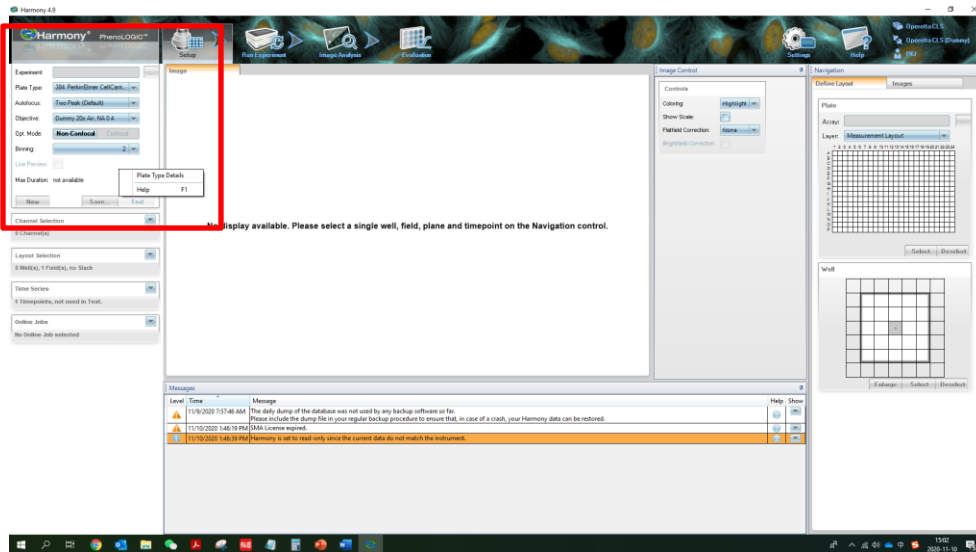 Harmony 4.9
Harmony® PhenoLOGIC™
Setup
Run Experiment
Image Analysis
Evaluation
Settings
Help
Operetta CLS
Operetta CLS (Dummy)
Experiment
Plate Type: 384 PerkinElmer CellCarr...
Autofocus: Two Peak (Default)
Objective: Dummy 20x Air, NA 0.4
Opt. Mode: Non-Confocal Confocal
Binning: 2
Live Preview:
Max Duration: not available
Plate Type Details
Help F1
New Save... Test
Channel Selection
0 Channel(s)
Layout Selection
0 Well(s), 1 Field(s), no Stack
Time Series
1 Timepoints, not used in Test.
Online Jobs
No Online Job selected
Image
display available. Please select a single well, field, plane and timepoint on the Navigation control.
Image Control
Controls
Coloring: Highlight
Show Scale:
Flatfield Correction: None
Brightfield Correction:
Navigation
Define Layout Images
Plate
Array:
Layer: Measurement Layout
Select Deselect
Well
Enlarge Select Deselect
Messages
Level Time Message Help Show
11/9/2020 7:57:46 AM The daily dump of the database was not used by any backup software so far.
Please include the dump file in your regular backup procedure to ensure that, in case of a crash, your Harmony data can be restored.
11/10/2020 1:46:19 PM SMA License expired.
11/10/2020 1:46:39 PM Harmony is set to read-only since the current data do not match the instrument.
15:02
2020-11-10